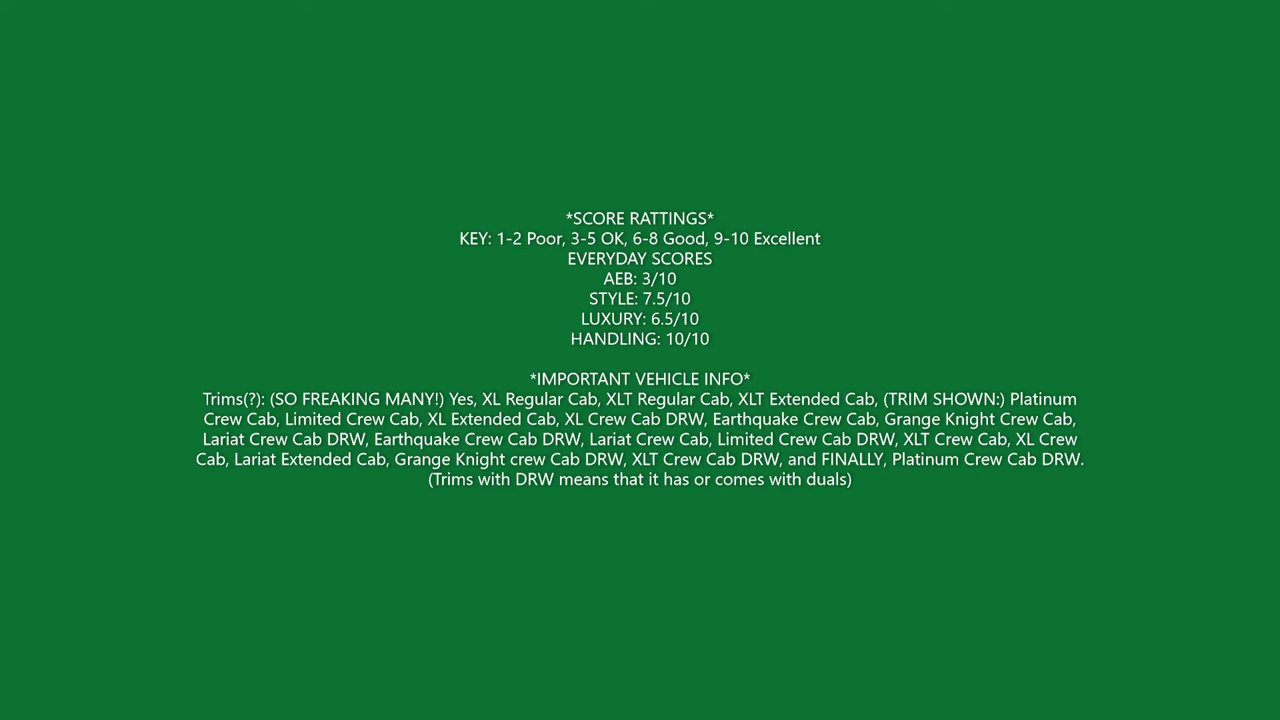 *SCORE RATTINGS*
KEY: 1-2 Poor, 3-5 OK, 6-8 Good, 9-10 Excellent
EVERYDAY SCORES
AEB: 3/10
STYLE: 7.5/10
LUXURY: 6.5/10
HANDLING: 10/10
*IMPORTANT VEHICLE INFO*
Trims(?): (SO FREAKING MANY!) Yes, XL Regular Cab, XLT Regular Cab, XLT Extended Cab, (TRIM SHOWN:) Platinum
Crew Cab, Limited Crew Cab, XL Extended Cab, XL Crew Cab DRW, Earthquake Crew Cab, Grange Knight Crew Cab,
Lariat Crew Cab DRW, Earthquake Crew Cab DRW, Lariat Crew Cab, Limited Crew Cab DRW, XLT Crew Cab, XL Crew
Cab, Lariat Extended Cab, Grange Knight crew Cab DRW, XLT Crew Cab DRW, and FINALLY, Platinum Crew Cab DRW.
(Trims with DRW means that it has or comes with duals)